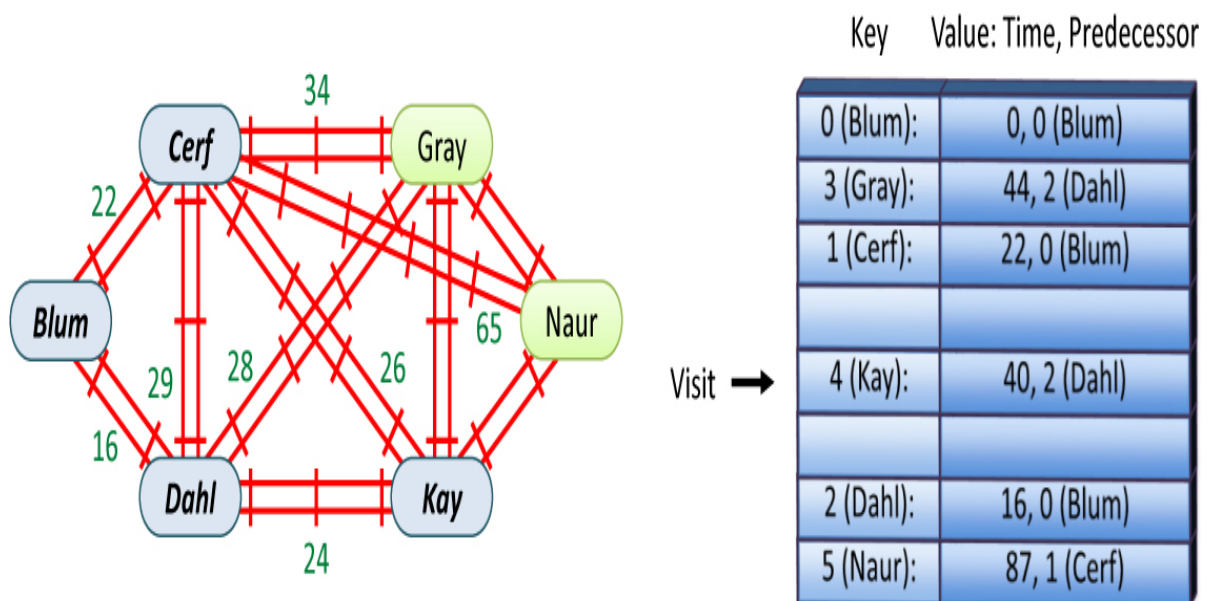 Key Value: Time, Predecessor
34
Cerf Gray
22
Blum
Naur
65
29 28 26
16
Dahl Kay
24
0 (Blum): 0, 0 (Blum)
3 (Gray): 44, 2 (Dahl)
1 (Cerf): 22, 0 (Blum)
Visit 4 (Kay): 40, 2 (Dahl)
2 (Dahl): 16, 0 (Blum)
5 (Naur): 87, 1 (Cerf)